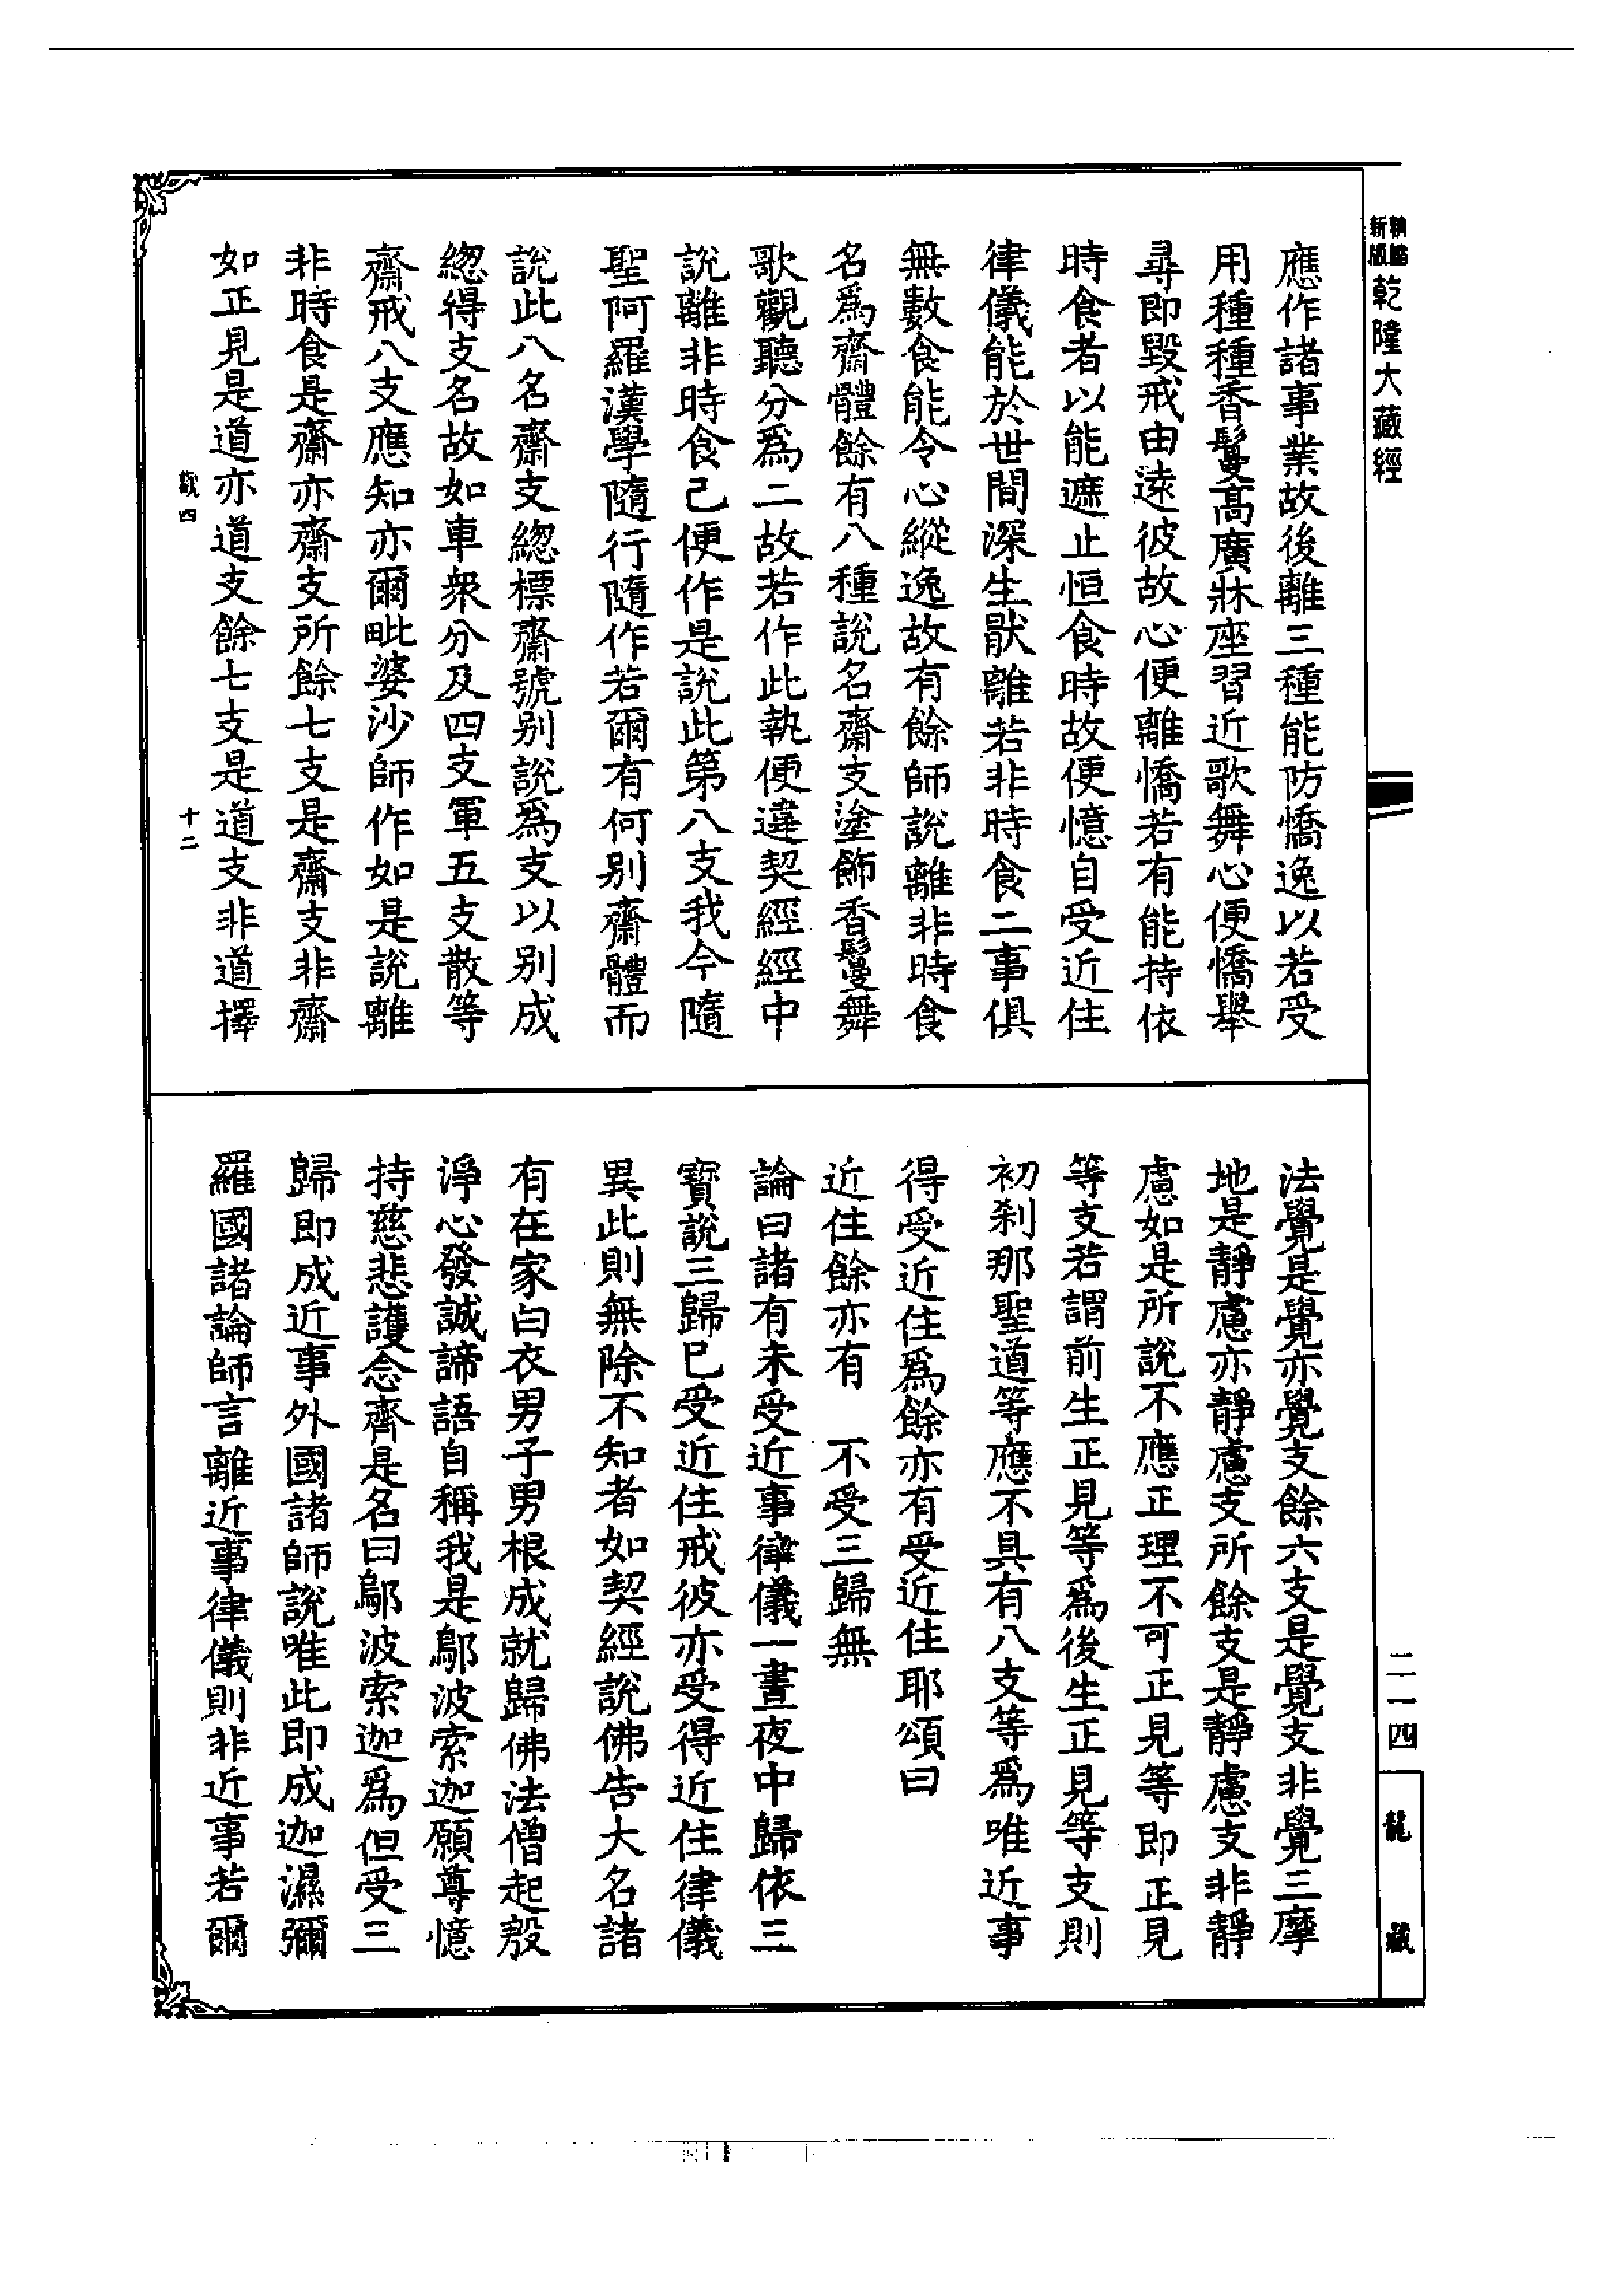 新版
精縮
乾隆大藏經
應作諸事業故後離三種能防憍逸以若受
用種種香鬘高廣牀座習近歌舞心便憍舉
尋即毀戒由遠彼故心便離憍若有能持依
時食者以能遮止恒食時故便憶自受近住
律儀能於世間深生猒離若非時食二事俱
無數食能令心縱逸故有餘師說離非時食
名爲齋體餘有八種說名齋支塗飾香鬘舞
歌觀聽分爲二故若作此執便違契經經中
說離非時食已便作是說此第八支我今隨
聖阿羅漢學隨行隨作若爾有何別齋體而
說此八名齋支總標齋號別說爲支以別成
緫得支名故如車衆分及四支軍五支散等
齋戒八支應知亦爾毗婆沙師作如是說離
非時食是齋亦齋支所餘七支是齋支非齋
如正見是道亦道支餘七支是道支非道擇
四
十二
法覺是覺亦覺支餘六支是覺支非覺三摩
地是靜慮亦靜慮支所餘支是靜慮支非靜
慮如是所說不應正理不可正見等即正見
等支若謂前生正見等爲後生正見等支則
初刹那聖道等應不具有八支等爲唯近事
得受近住爲餘亦有受近住耶頌曰
近住餘亦有　不受三歸無
論曰諸有未受近事律儀一晝夜中歸依三
寶說三歸已受近住戒彼亦受得近住律儀
異此則無除不知者如契經說佛告大名諸
有在家白衣男子男根成就歸佛法僧起殷
淨心發誠諦語自稱我是鄔波索迦願尊憶
持慈悲護念齊是名曰鄔波索迦爲但受三
歸即成近事外國諸師說唯此即成迦濕彌
羅國諸論師言離近事律儀則非近事若爾
二一四
龍藏